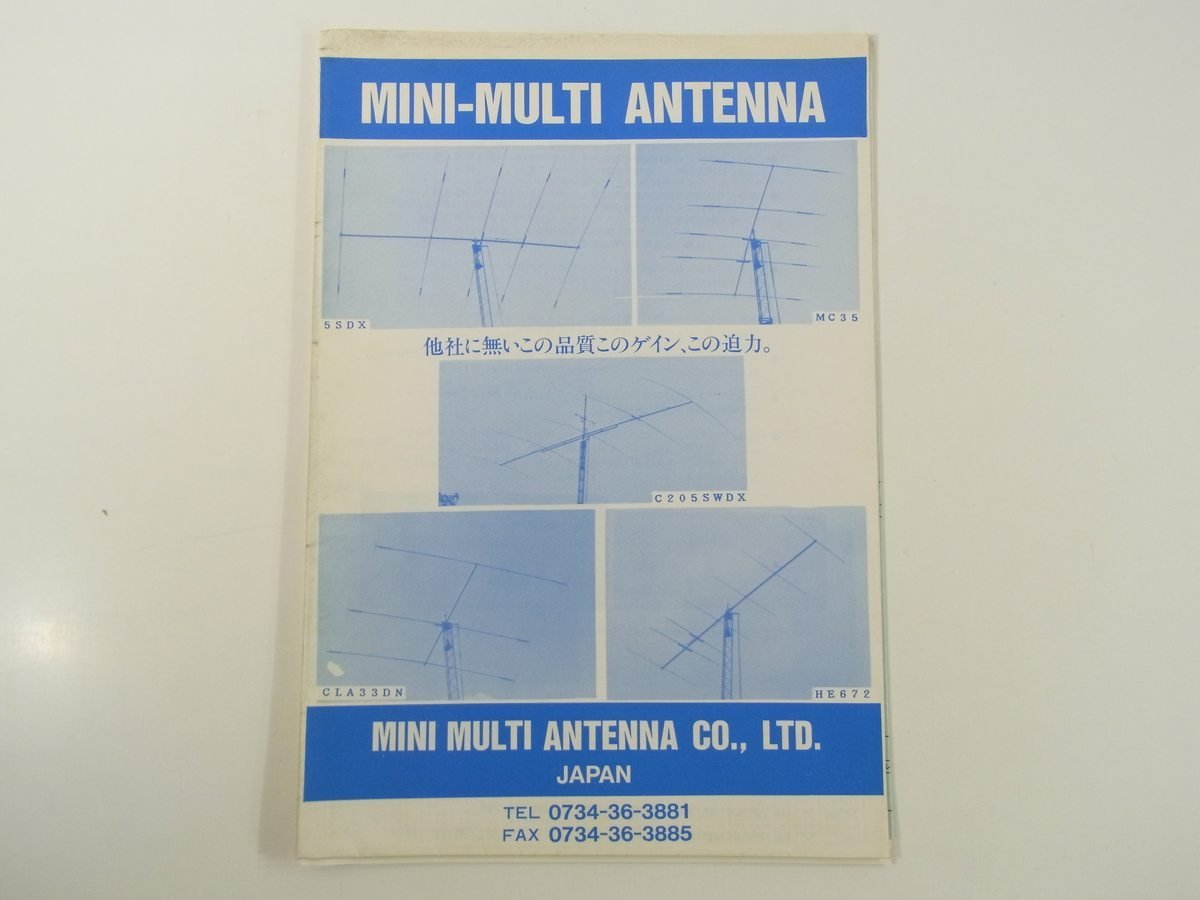 MINI-MULTI ANTENNA
5SDX
MC35
他社に無いこの品質このゲイン、この迫力。
C205SWDX
CLA33DN
HE672
MINI MULTI ANTENNA CO., LTD.
JAPAN
TEL 0734-36-3881
FAX 0734-36-3885